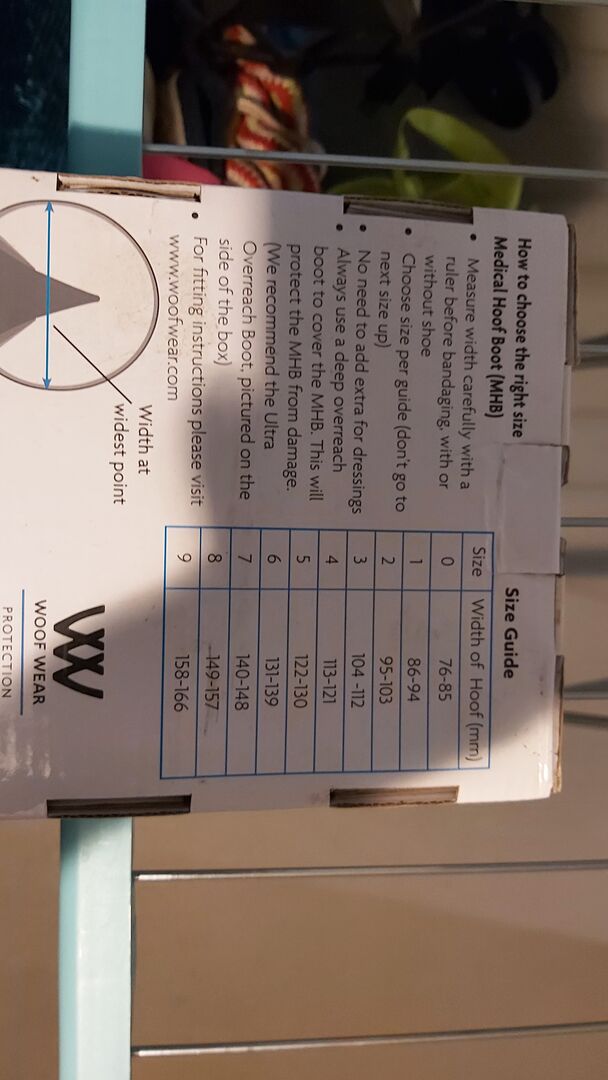 How to choose the right size
Medical Hoof Boot (MHB)
• Measure width carefully with a
ruler before bandaging, with or
without shoe
• Choose size per guide (don't go to
next size up)
• No need to add extra for dressings
• Always use a deep overreach
boot to cover the MHB. This will
protect the MHB from damage.
(We recommend the Ultra
Overreach Boot, pictured on the
side of the box)
• For fitting instructions please visit
www.woofwear.com
Width at
widest point
Size Guide
Size Width of Hoof (mm)
0 76-85
1 86-94
2 95-103
3 104 -112
4 113-121
5 122-130
6 131-139
7 140-148
8 149-157
9 158-166
WOOF WEAR
PROTECTION